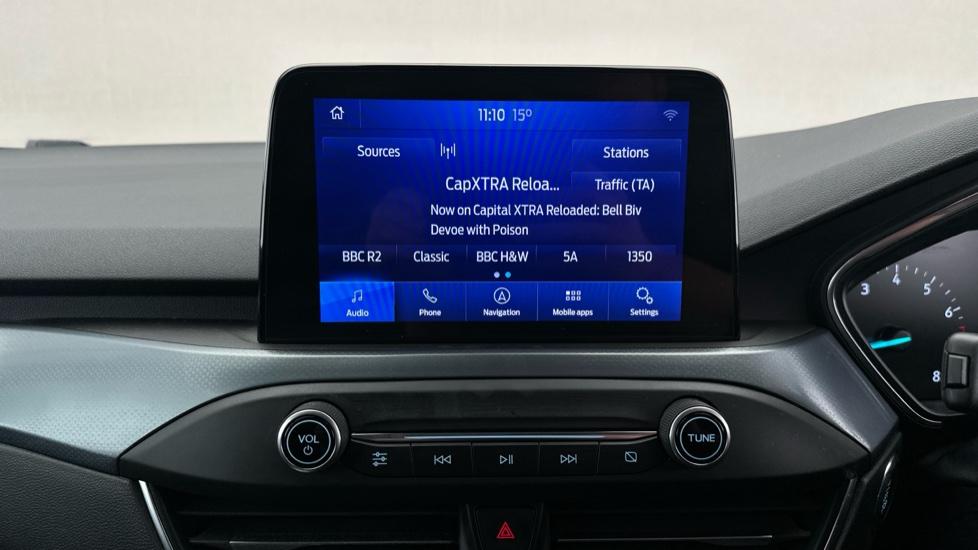 11:10 15°
Sources
Stations
CapXTRA Reloa...
Traffic (TA)
Now on Capital XTRA Reloaded: Bell Biv
Devoe with Poison
BBC R2 Classic BBC H&W 5A 1350
Audio Phone Navigation Mobile apps Settings
3 4 5 6 8
VOL
TUNE